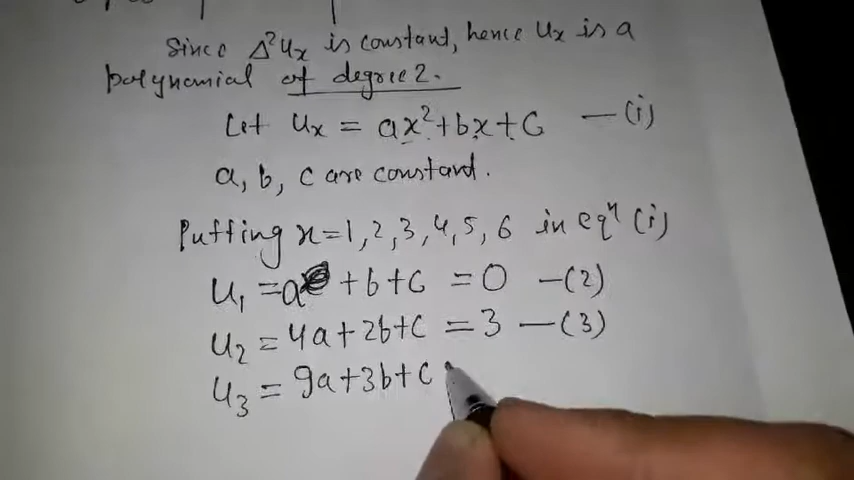 Since Δ²Ux is constant, hence Ux is a
polynomial of degree 2.
Let Ux = ax²+bx+C —(i)
a, b, c are constant.
Putting x=1,2,3,4,5,6 in eqⁿ (i)
U₁ = a + b + C = 0 —(2)
U₂ = 4a+2b+C = 3 —(3)
U₃ = 9a+3b+C